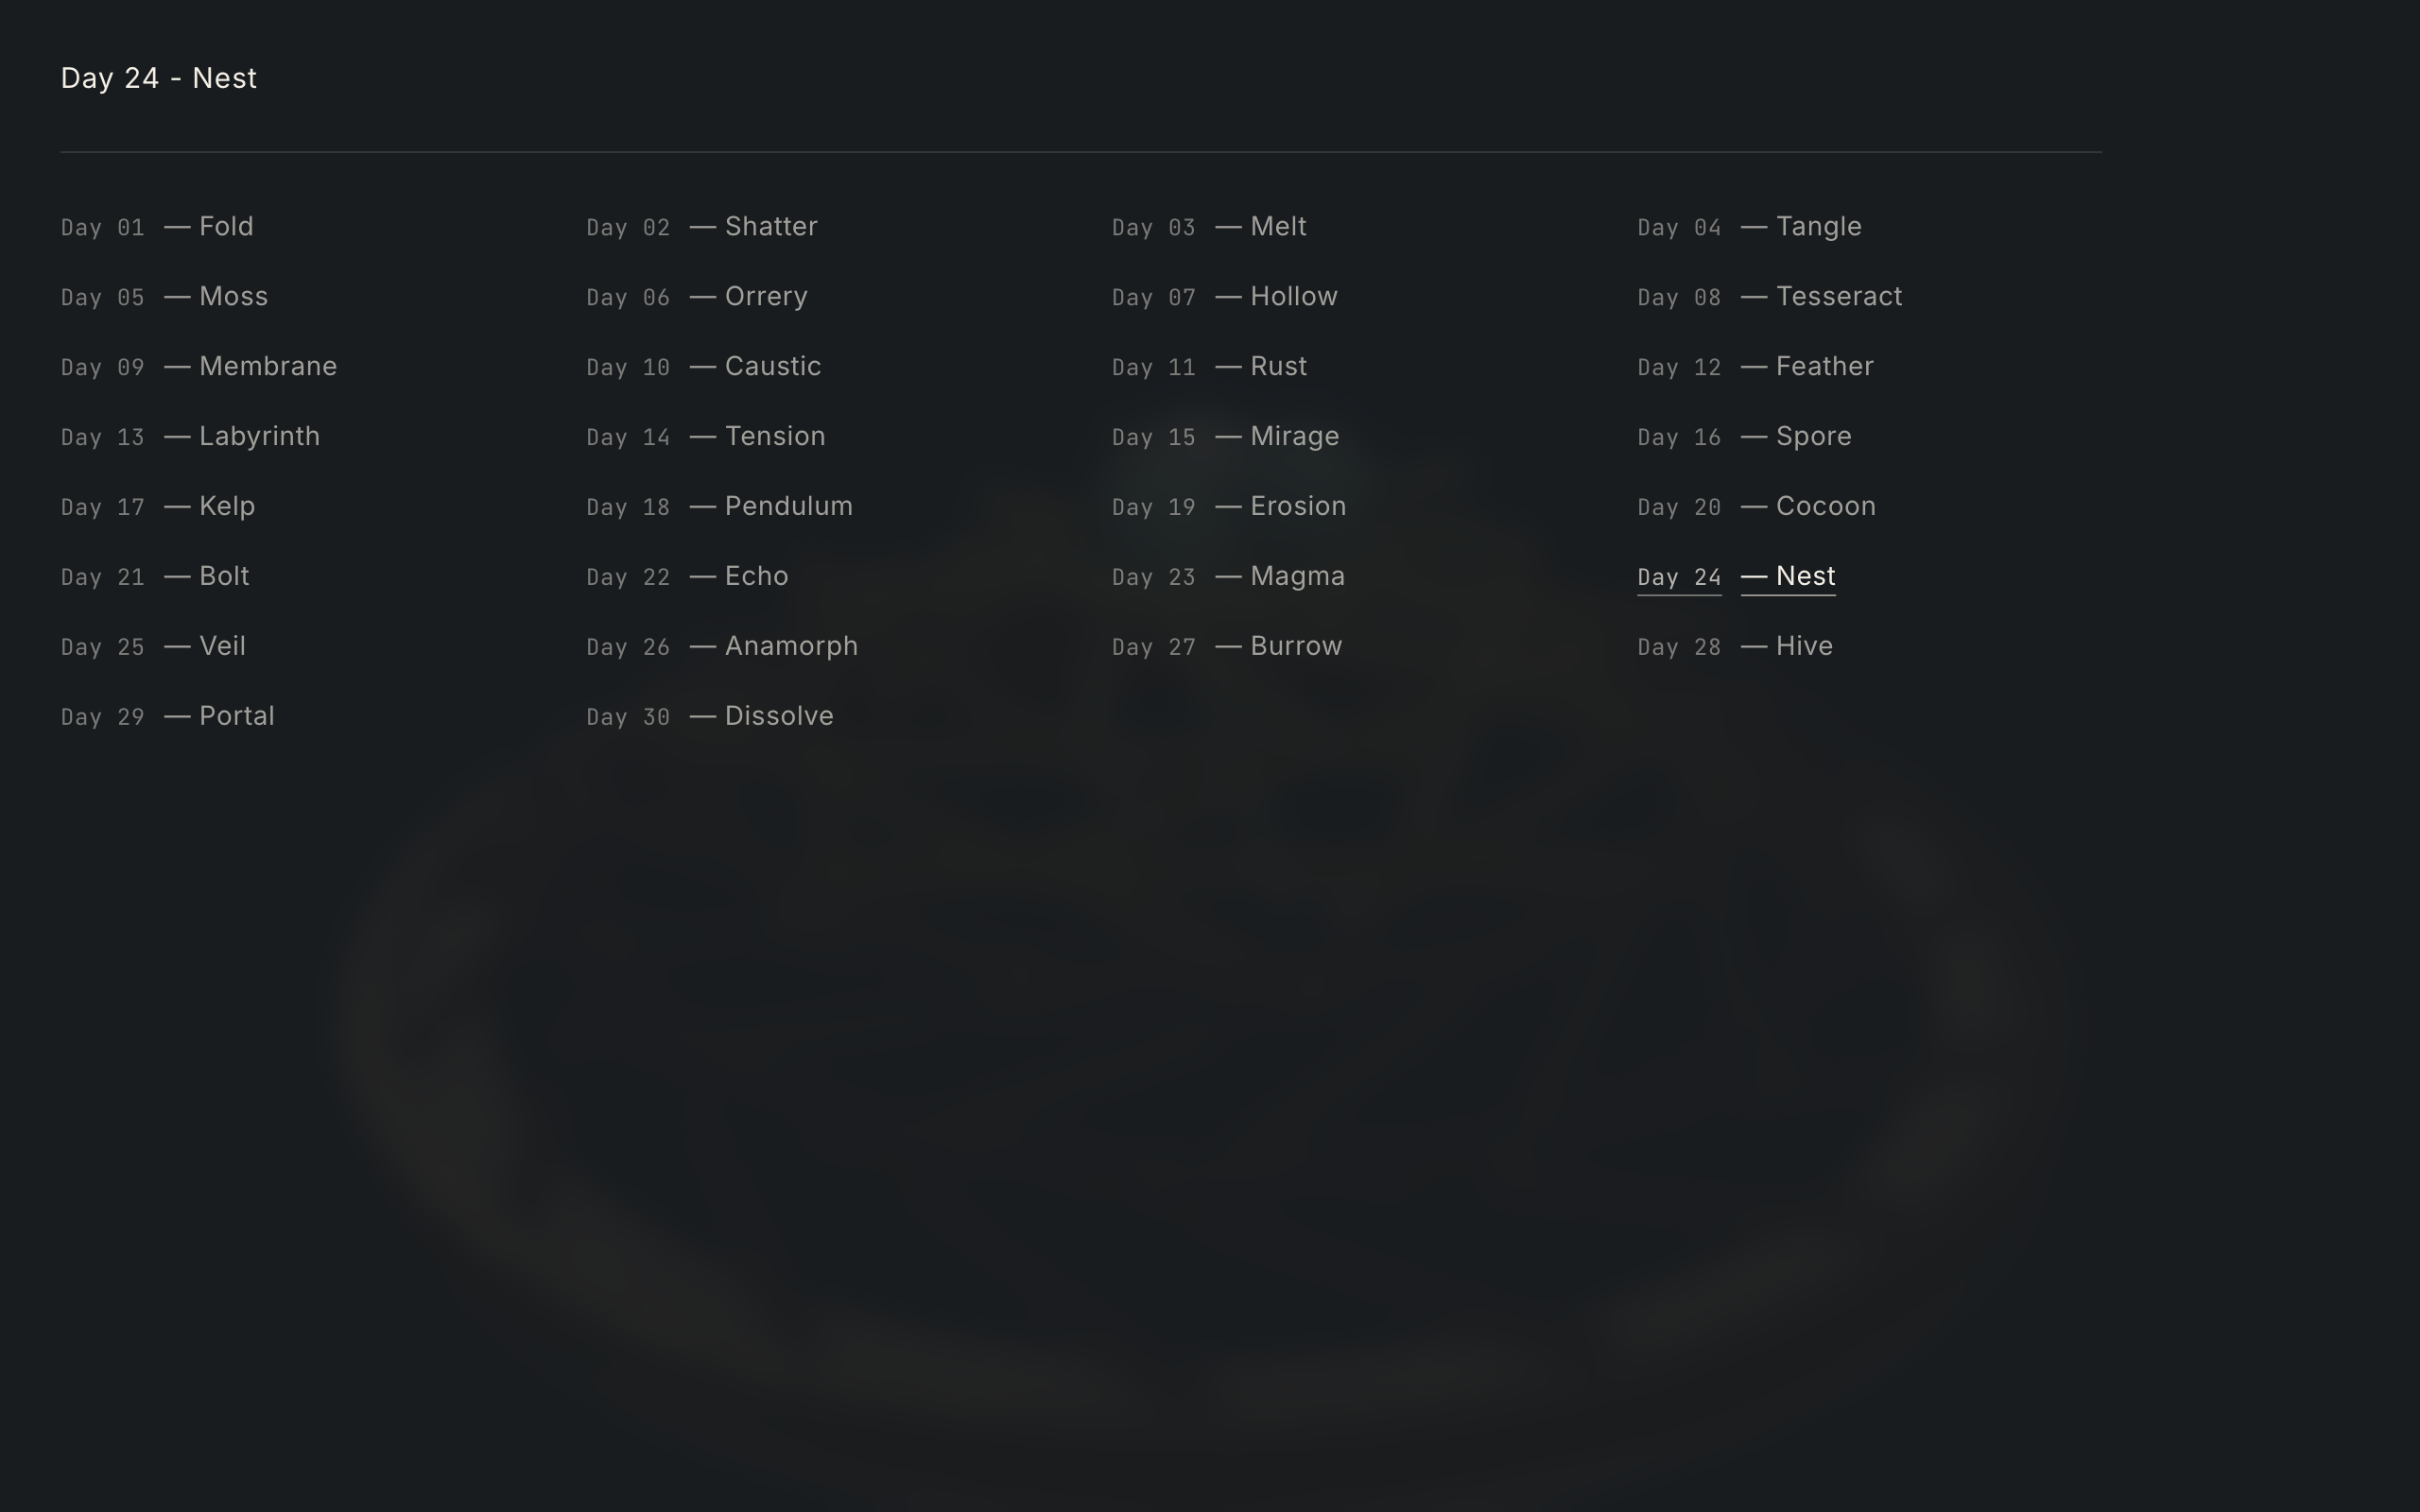 Day 24 - Nest
Day 01 — Fold Day 02 — Shatter Day 03 — Melt Day 04 — Tangle
Day 05 — Moss Day 06 — Orrery Day 07 — Hollow Day 08 — Tesseract
Day 09 — Membrane Day 10 — Caustic Day 11 — Rust Day 12 — Feather
Day 13 — Labyrinth Day 14 — Tension Day 15 — Mirage Day 16 — Spore
Day 17 — Kelp Day 18 — Pendulum Day 19 — Erosion Day 20 — Cocoon
Day 21 — Bolt Day 22 — Echo Day 23 — Magma Day 24 — Nest
Day 25 — Veil Day 26 — Anamorph Day 27 — Burrow Day 28 — Hive
Day 29 — Portal Day 30 — Dissolve